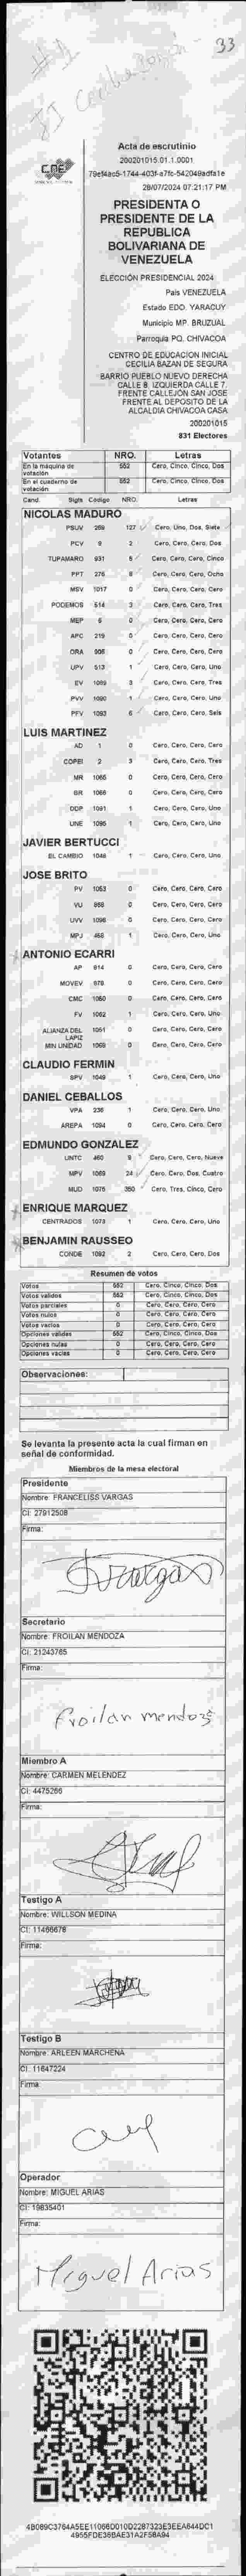 33
#1
Acta de escrutinio
200201015.01.1.0001
28/07/2024 07:21:17 PM
PRESIDENTA O
PRESIDENTE DE LA
REPUBLICA
BOLIVARIANA DE
VENEZUELA
ELECCIÓN PRESIDENCIAL 2024
País VENEZUELA
Estado EDO. YARACUY
Municipio MP. BRUZUAL
Parroquia PQ. CHIVACOA
CENTRO DE EDUCACION INICIAL
CECILIA BAZAN DE SEGURA
BARRIO PUEBLO NUEVO DERECHA
CALLE 8. IZQUIERDA CALLE 7.
FRENTE CALLEJON SAN JOSE
FRENTE AL DEPOSITO DE LA
ALCALDIA CHIVACOA CASA
200201015
831 Electores
Votantes NRO. Letras
En la máquina de votación 552 Cero, Cinco, Cinco, Dos
En el cuaderno de votación 552 Cero, Cinco, Cinco, Dos
Cand. Sigls Código NRO. Letras
NICOLAS MADURO
PSUV 269 127 Cero, Uno, Dos, Siete
PCV 9 2 Cero, Cero, Cero, Dos
TUPAMARO 931 5 Cero, Cero, Cero, Cinco
PPT 276 8 Cero, Cero, Cero, Ocho
MSV 1017 0 Cero, Cero, Cero, Cero
PODEMOS 514 3 Cero, Cero, Cero, Tres
MEP 6 0 Cero, Cero, Cero, Cero
APC 219 0 Cero, Cero, Cero, Cero
ORA 906 0 Cero, Cero, Cero, Cero
UPV 513 1 Cero, Cero, Cero, Uno
EV 1089 3 Cero, Cero, Cero, Tres
PVV 1090 1 Cero, Cero, Cero, Uno
PFV 1093 6 Cero, Cero, Cero, Seis
LUIS MARTINEZ
AD 1 0 Cero, Cero, Cero, Cero
COPEI 2 3 Cero, Cero, Cero, Tres
MR 1065 0 Cero, Cero, Cero, Cero
BR 1066 0 Cero, Cero, Cero, Cero
DDP 1091 1 Cero, Cero, Cero, Uno
UNE 1095 1 Cero, Cero, Cero, Uno
JAVIER BERTUCCI
EL CAMBIO 1048 1 Cero, Cero, Cero, Uno
JOSE BRITO
PV 1053 0 Cero, Cero, Cero, Cero
VU 868 0 Cero, Cero, Cero, Cero
UVV 1096 0 Cero, Cero, Cero, Cero
MPJ 468 1 Cero, Cero, Cero, Uno
ANTONIO ECARRI
AP 914 0 Cero, Cero, Cero, Cero
MOVEV 978 0 Cero, Cero, Cero, Cero
CMC 1060 0 Cero, Cero, Cero, Cero
FV 1062 1 Cero, Cero, Cero, Uno
ALIANZA DEL LAPIZ 1051 0 Cero, Cero, Cero, Cero
MIN UNIDAD 1069 0 Cero, Cero, Cero, Cero
CLAUDIO FERMIN
SPV 1049 1 Cero, Cero, Cero, Uno
DANIEL CEBALLOS
VPA 236 1 Cero, Cero, Cero, Uno
AREPA 1094 0 Cero, Cero, Cero, Cero
EDMUNDO GONZALEZ
UNTC 460 9 Cero, Cero, Cero, Nueve
MPV 1069 24 Cero, Cero, Dos, Cuatro
MUD 1075 350 Cero, Tres, Cinco, Cero
ENRIQUE MARQUEZ
CENTRADOS 1073 1 Cero, Cero, Cero, Uno
BENJAMIN RAUSSEO
CONDE 1092 2 Cero, Cero, Cero, Dos
Resumen de votos
Votos 552 Cero, Cinco, Cinco, Dos
Votos válidos 552 Cero, Cinco, Cinco, Dos
Votos parciales 0 Cero, Cero, Cero, Cero
Votos nulos 0 Cero, Cero, Cero, Cero
Votos vacíos 0 Cero, Cero, Cero, Cero
Opciones válidas 552 Cero, Cinco, Cinco, Dos
Opciones nulas 0 Cero, Cero, Cero, Cero
Opciones vacías 0 Cero, Cero, Cero, Cero
Observaciones:
Se levanta la presente acta la cual firman en
señal de conformidad.
Miembros de la mesa electoral
Presidente
Nombre: FRANCELISS VARGAS
CI: 27912508
Firma:
Secretario
Nombre: FROILAN MENDOZA
CI: 21243765
Firma:
Froilan mendoza
Miembro A
Nombre: CARMEN MELENDEZ
CI: 4475266
Firma:
Testigo A
Nombre: WILLSON MEDINA
CI: 11466678
Firma:
Testigo B
Nombre: ARLEEN MARCHENA
CI: 11647224
Firma
Operador
Nombre: MIGUEL ARIAS
CI: 19835401
Firma:
Miguel Arias